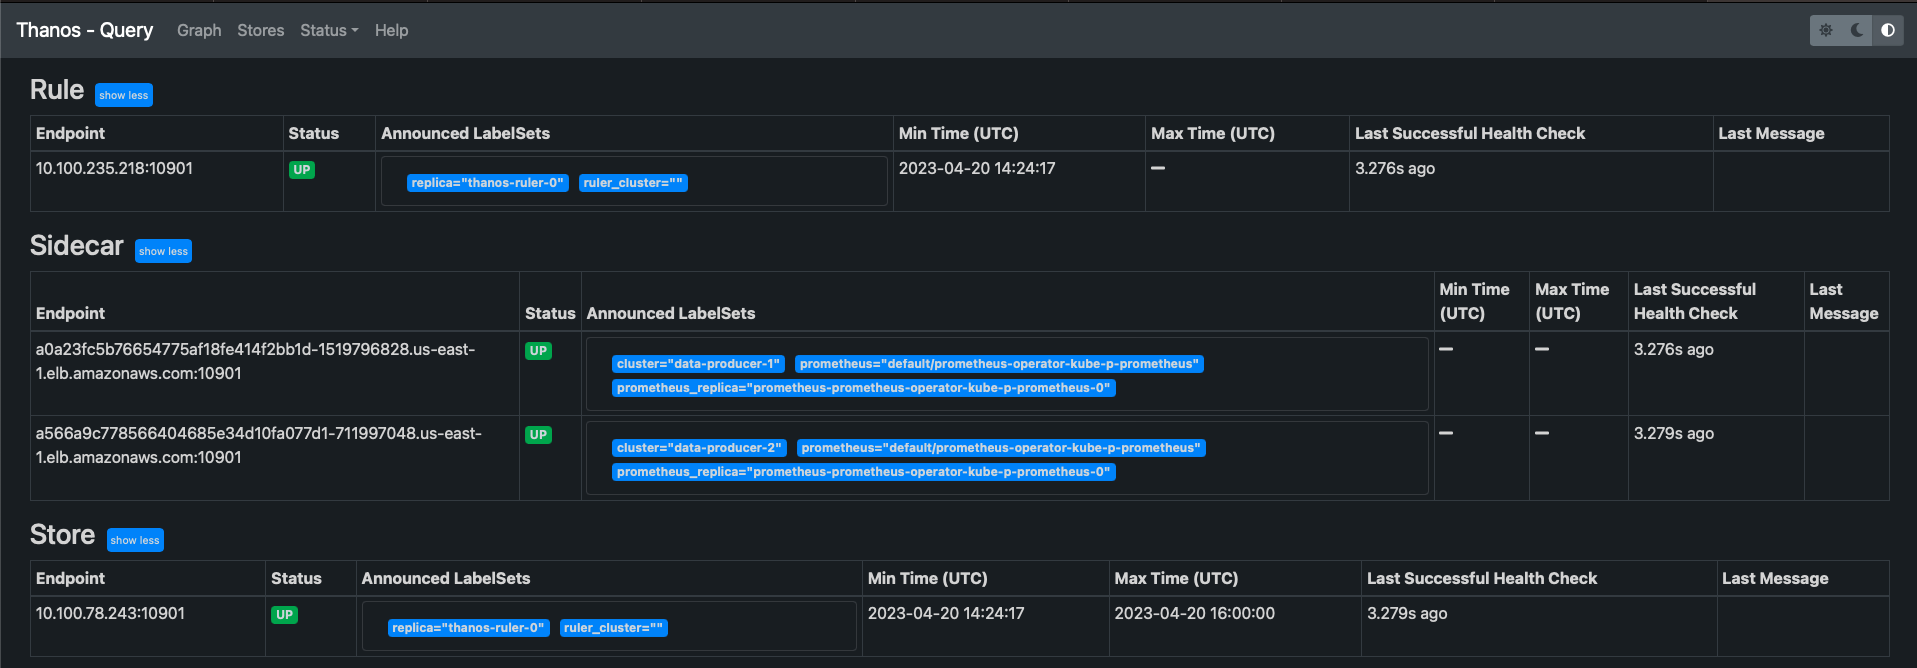 Thanos - Query Graph Stores Status Help
Rule show less
Endpoint Status Announced LabelSets Min Time (UTC) Max Time (UTC) Last Successful Health Check Last Message
10.100.235.218:10901 UP replica="thanos-ruler-0" ruler_cluster="" 2023-04-20 14:24:17 — 3.276s ago
Sidecar show less
Endpoint Status Announced LabelSets Min Time (UTC) Max Time (UTC) Last Successful Health Check Last Message
a0a23fc5b76654775af18fe414f2bb1d-1519796828.us-east- UP cluster="data-producer-1" prometheus="default/prometheus-operator-kube-p-prometheus" — — 3.276s ago
1.elb.amazonaws.com:10901 prometheus_replica="prometheus-prometheus-operator-kube-p-prometheus-0"
a566a9c778566404685e34d10fa077d1-711997048.us-east- UP cluster="data-producer-2" prometheus="default/prometheus-operator-kube-p-prometheus" — — 3.279s ago
1.elb.amazonaws.com:10901 prometheus_replica="prometheus-prometheus-operator-kube-p-prometheus-0"
Store show less
Endpoint Status Announced LabelSets Min Time (UTC) Max Time (UTC) Last Successful Health Check Last Message
10.100.78.243:10901 UP replica="thanos-ruler-0" ruler_cluster="" 2023-04-20 14:24:17 2023-04-20 16:00:00 3.279s ago